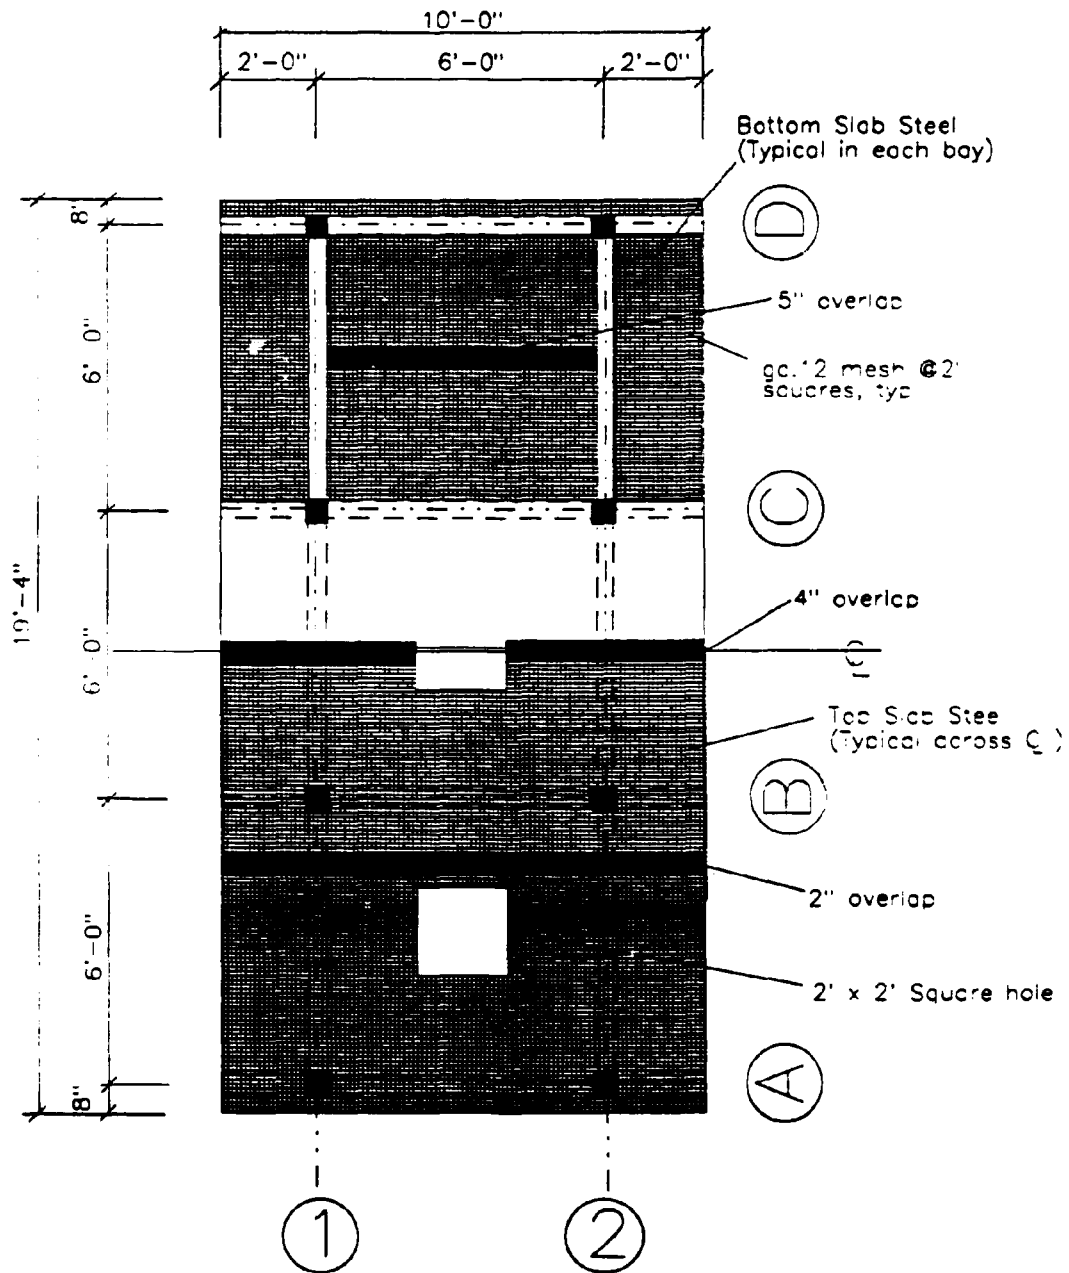 10'-0"
2'-0"
6'-0"
2'-0"
Bottom Slab Steel
(Typical in each bay)
8'
D
5" overlap
6' 0"
ga. 12 mesh @2'
squares, typ
C
19'-4"
4" overlap
6' -0"
C
Top Slab Steel
(Typical across C )
B
2" overlap
6'-0"
2' x 2' Square hole
8"
A
1
2